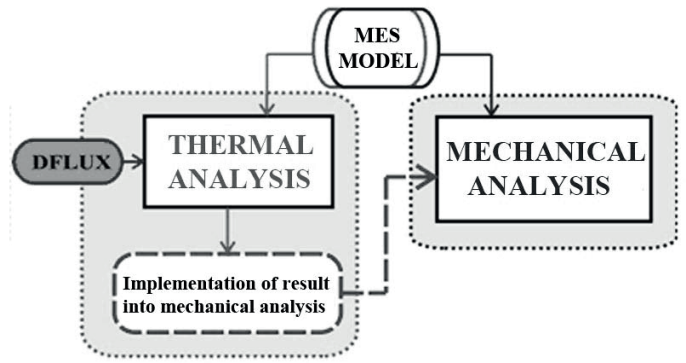 MES
MODEL
DFLUX
THERMAL
ANALYSIS
MECHANICAL
ANALYSIS
Implementation of result
into mechanical analysis